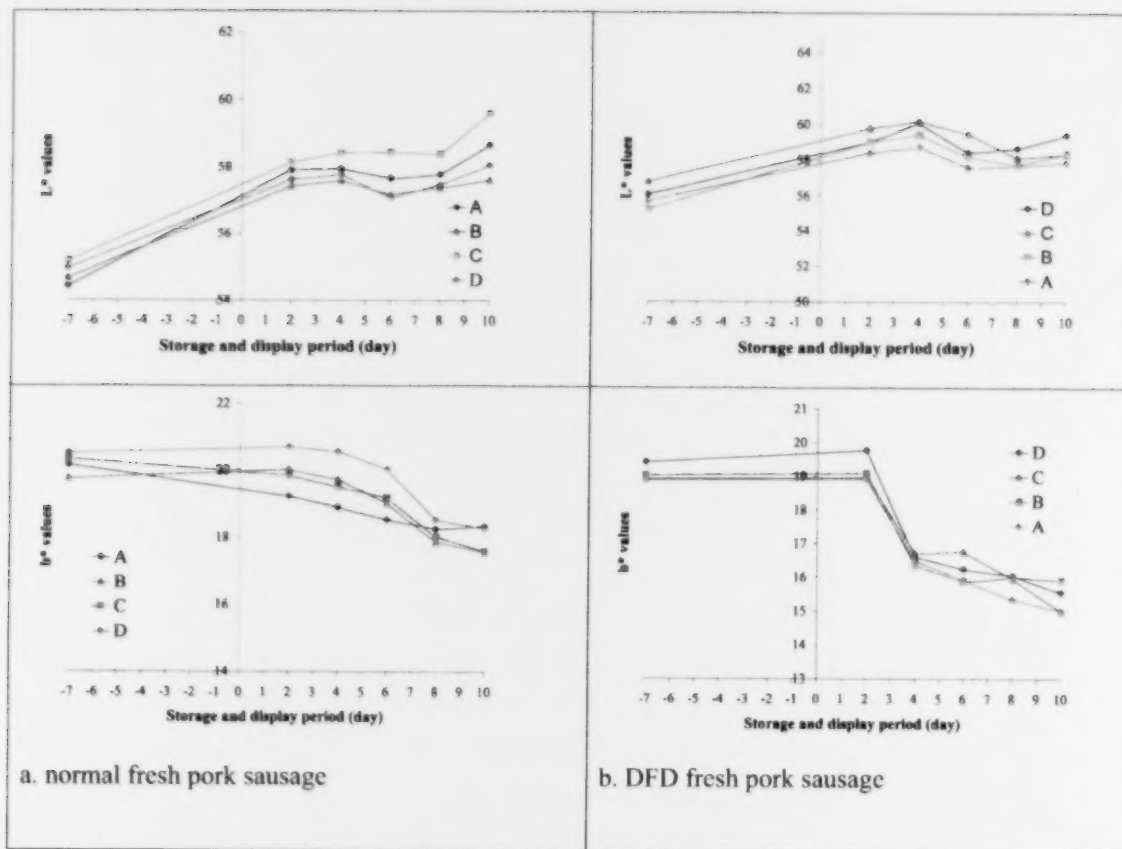 62
60
58
56
54
L* values
A
B
C
D
-7 -6 -5 -4 -3 -2 -1 0 1 2 3 4 5 6 7 8 9 10
Storage and display period (day)
64
62
60
58
56
54
52
50
L* values
D
C
B
A
-7 -6 -5 -4 -3 -2 -1 0 1 2 3 4 5 6 7 8 9 10
Storage and display period (day)
22
20
18
16
14
b* values
A
B
C
D
-7 -6 -5 -4 -3 -2 -1 0 1 2 3 4 5 6 7 8 9 10
Storage and display period (day)
a. normal fresh pork sausage
21
20
19
18
17
16
15
14
13
b* values
D
C
B
A
-7 -6 -5 -4 -3 -2 -1 0 1 2 3 4 5 6 7 8 9 10
Storage and display period (day)
b. DFD fresh pork sausage